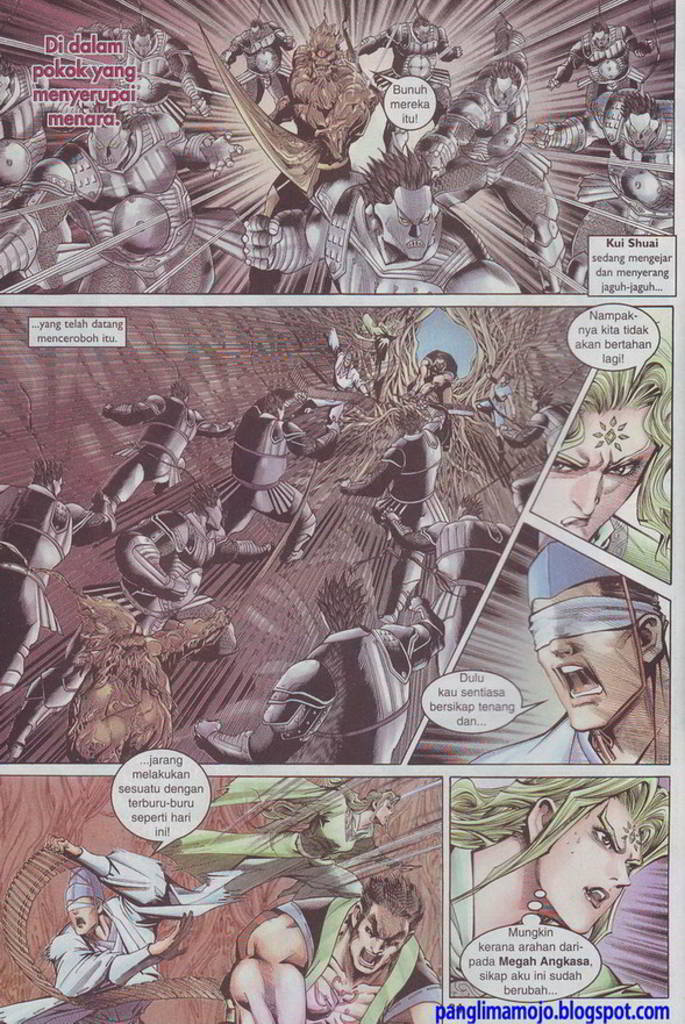 Di dalam
pokok yang
menyerupai
menara.
Bunuh
mereka
itu!
Kui Shuai
sedang mengejar
dan menyerang
jaguh-jaguh...
...yang telah datang
menceroboh itu.
Nampak-
nya kita tidak
akan bertahan
lagi!
Dulu
kau sentiasa
bersikap tenang
dan...
...jarang
melakukan
sesuatu dengan
terburu-buru
seperti hari
ini!
Mungkin
kerana arahan dari-
pada Megah Angkasa,
sikap aku ini sudah
berubah...
panglimamojo.blogspot.com